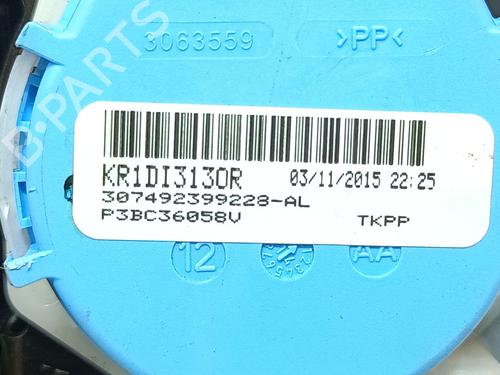 3063559 >PP<
B-PARTS
KR1DI3130R 03/11/2015 22:25
307492399228-AL
P3BC36058V TKPP
12 AA